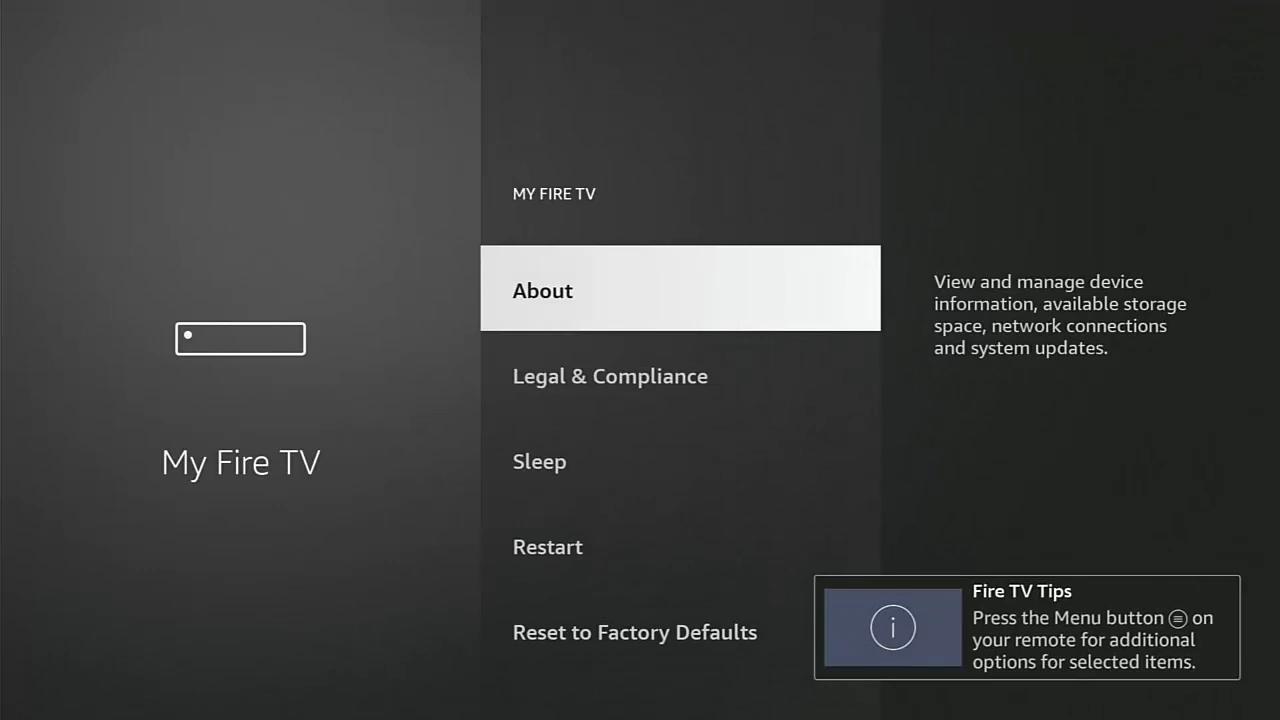 MY FIRE TV
About
View and manage device
information, available storage
space, network connections
and system updates.
Legal & Compliance
My Fire TV
Sleep
Restart
Reset to Factory Defaults
Fire TV Tips
Press the Menu button on
your remote for additional
options for selected items.